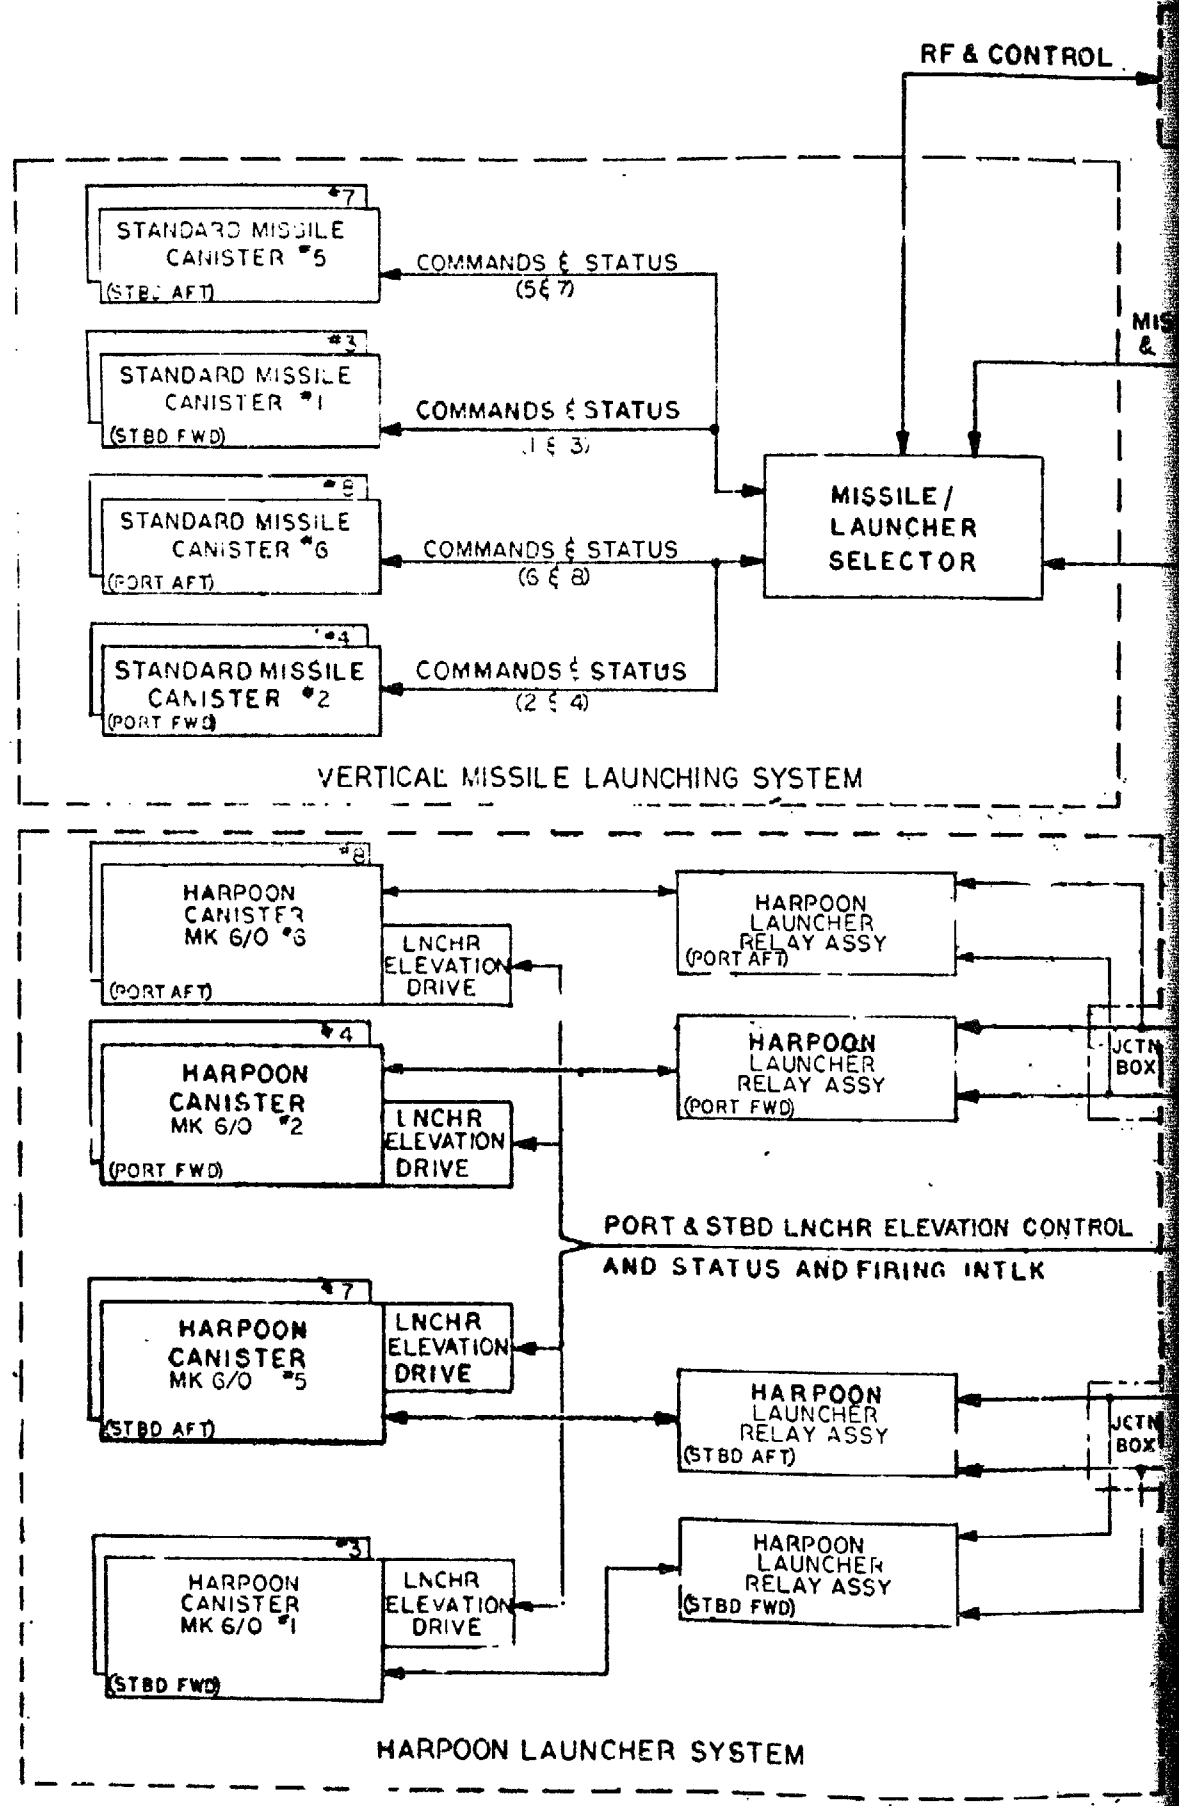 RF & CONTROL
#7
STANDARD MISSILE
CANISTER #5
(STBD AFT)
COMMANDS & STATUS
(5 & 7)
MIS
&
#3
STANDARD MISSILE
CANISTER #1
(STBD FWD)
COMMANDS & STATUS
(1 & 3)
#8
STANDARD MISSILE
CANISTER #6
(PORT AFT)
COMMANDS & STATUS
(6 & 8)
MISSILE/
LAUNCHER
SELECTOR
#4
STANDARD MISSILE
CANISTER #2
(PORT FWD)
COMMANDS & STATUS
(2 & 4)
VERTICAL MISSILE LAUNCHING SYSTEM
#8
HARPOON
CANISTER
MK 6/0 #6
(PORT AFT)
LNCHR
ELEVATION
DRIVE
HARPOON
LAUNCHER
RELAY ASSY
(PORT AFT)
#4
HARPOON
CANISTER
MK 6/0 #2
(PORT FWD)
LNCHR
ELEVATION
DRIVE
HARPOON
LAUNCHER
RELAY ASSY
(PORT FWD)
JCTN
BOX
PORT & STBD LNCHR ELEVATION CONTROL
AND STATUS AND FIRING INTLK
#7
HARPOON
CANISTER
MK 6/0 #5
(STBD AFT)
LNCHR
ELEVATION
DRIVE
HARPOON
LAUNCHER
RELAY ASSY
(STBD AFT)
JCTN
BOX
#3
HARPOON
CANISTER
MK 6/0 #1
(STBD FWD)
LNCHR
ELEVATION
DRIVE
HARPOON
LAUNCHER
RELAY ASSY
(STBD FWD)
HARPOON LAUNCHER SYSTEM